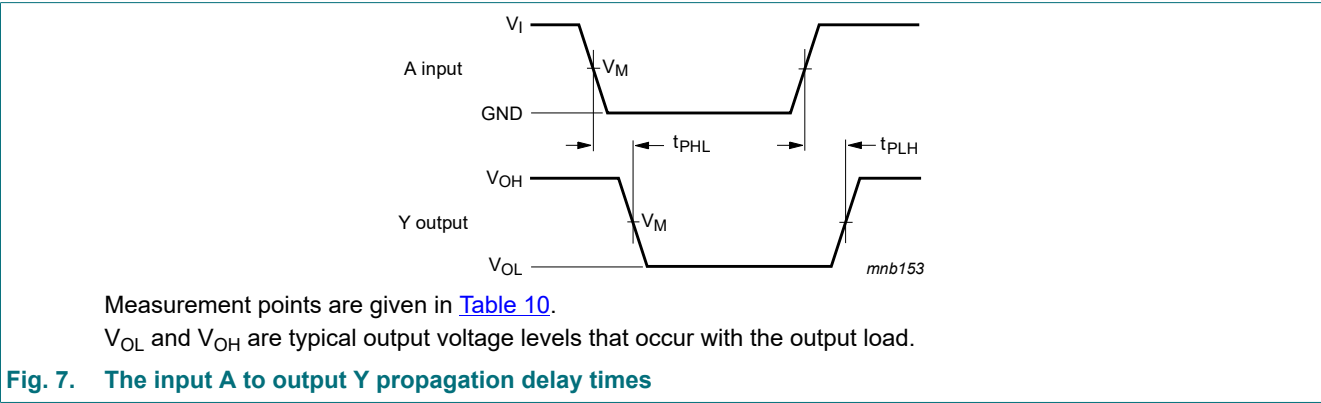 V_I
A input
V_M
GND
t_PHL
t_PLH
V_OH
Y output
V_M
V_OL
mnb153
Measurement points are given in Table 10.
V_OL and V_OH are typical output voltage levels that occur with the output load.
Fig. 7. The input A to output Y propagation delay times